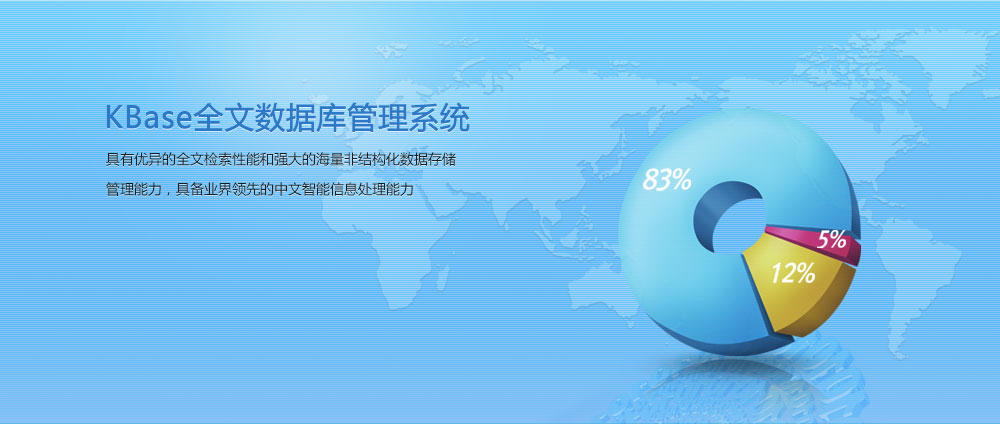 KBase全文数据库管理系统
具有优异的全文检索性能和强大的海量非结构化数据存储
管理能力，具备业界领先的中文智能信息处理能力
83%
5%
12%